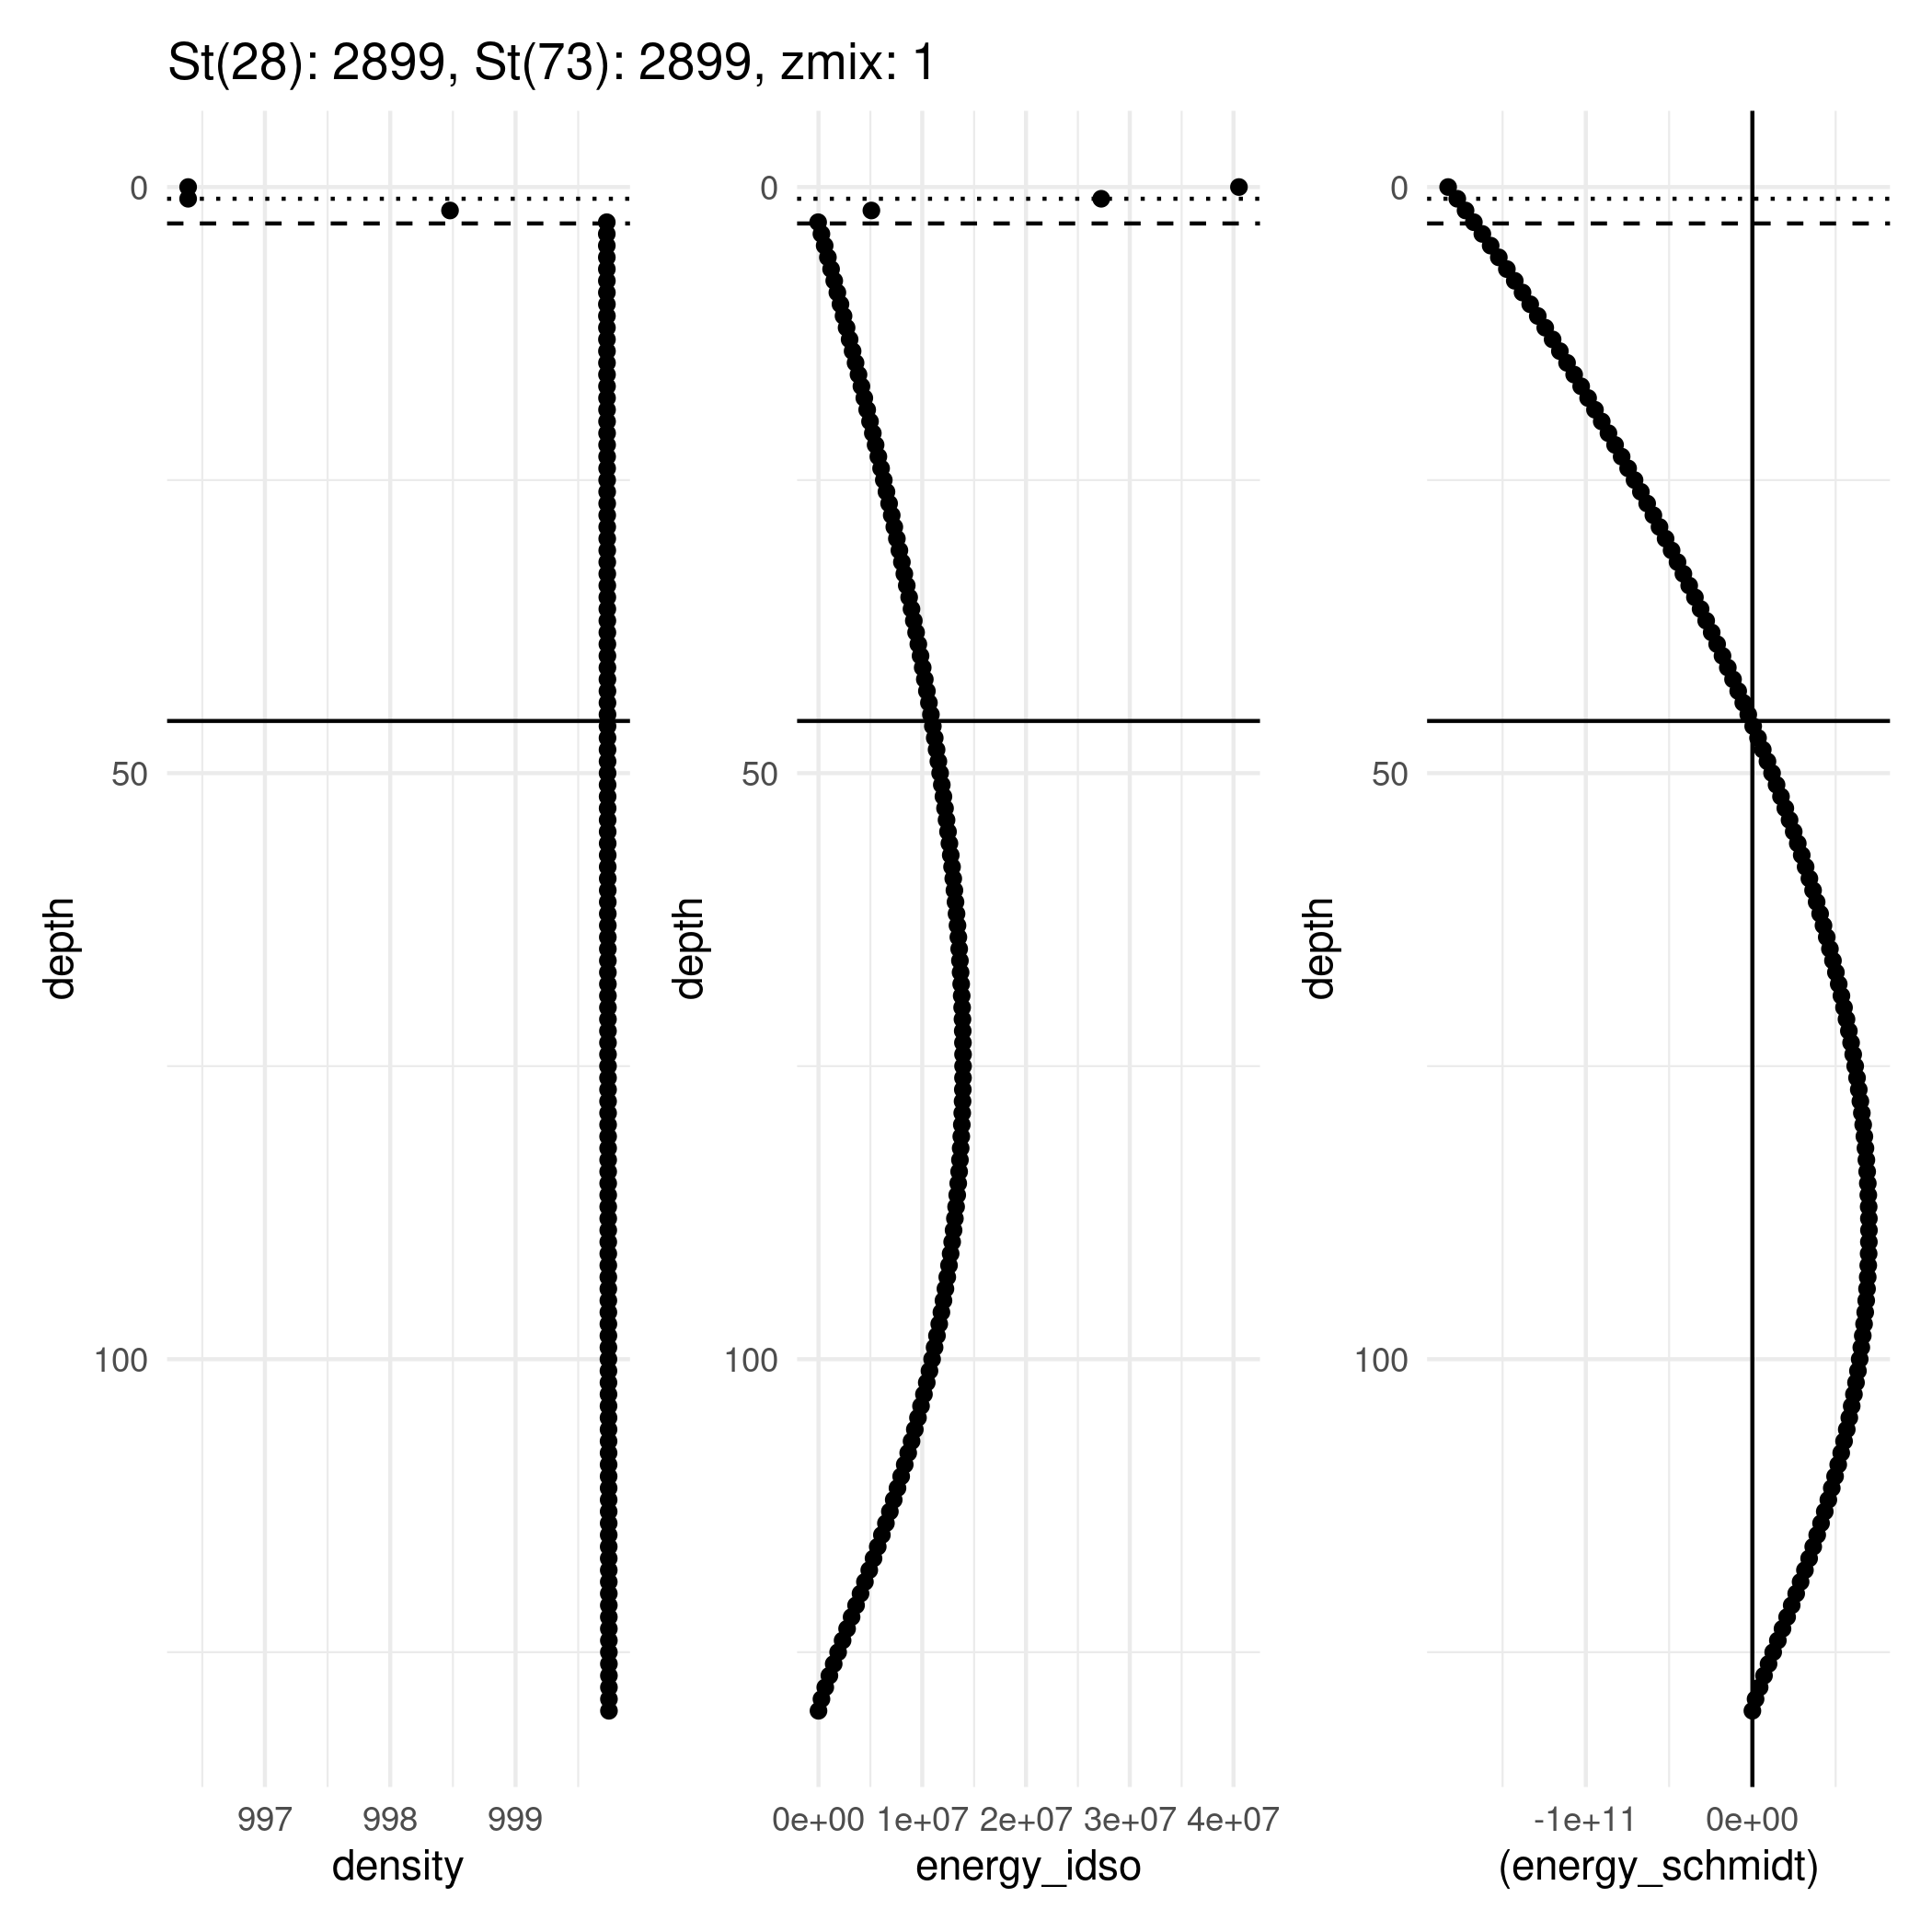 St(28): 2899, St(73): 2899, zmix: 1
0
50
100
depth
997 998 999
density
0
50
100
depth
0e+00 1e+07 2e+07 3e+07 4e+07
energy_idso
0
50
100
depth
-1e+11 0e+00
(energy_schmidt)